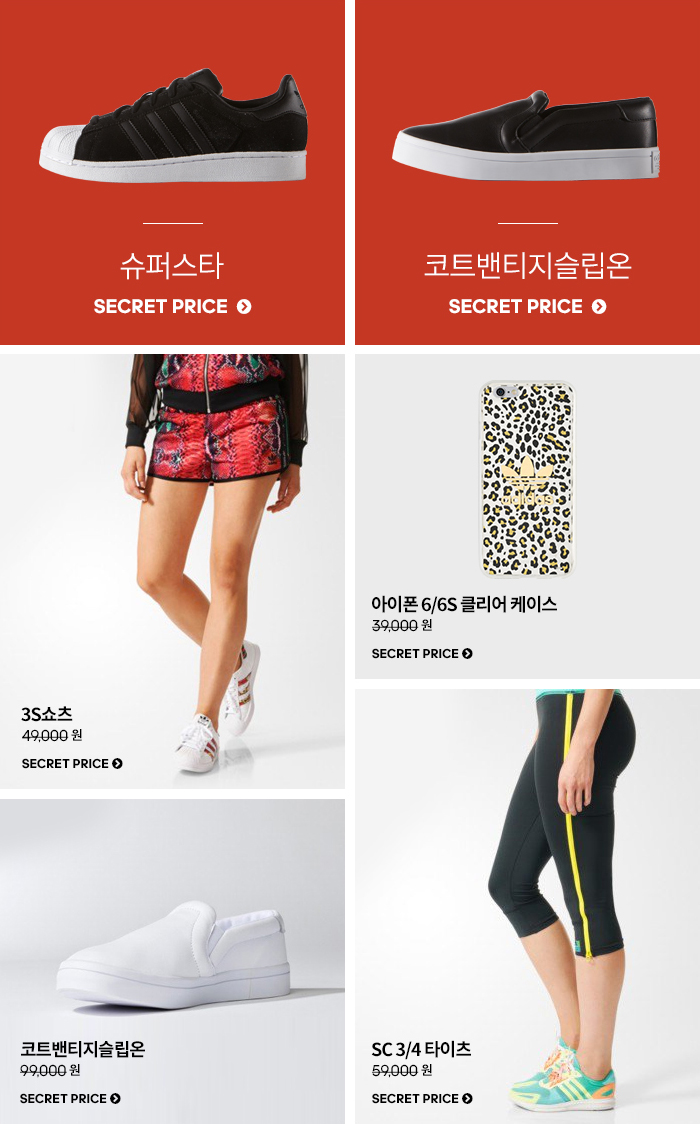 슈퍼스타
SECRET PRICE
코트밴티지슬립온
SECRET PRICE
3S쇼츠
49,000 원
SECRET PRICE
아이폰 6/6S 클리어 케이스
39,000 원
SECRET PRICE
adidas
코트밴티지슬립온
99,000 원
SECRET PRICE
SC 3/4 타이츠
59,000 원
SECRET PRICE